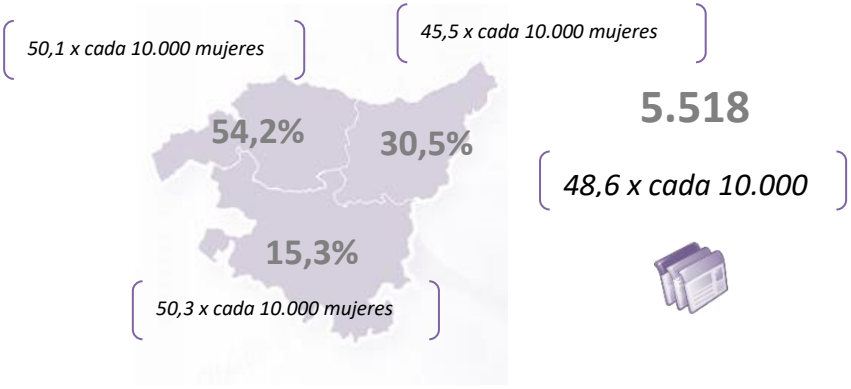 50,1 x cada 10.000 mujeres
45,5 x cada 10.000 mujeres
54,2%
30,5%
5.518
48,6 x cada 10.000
15,3%
50,3 x cada 10.000 mujeres